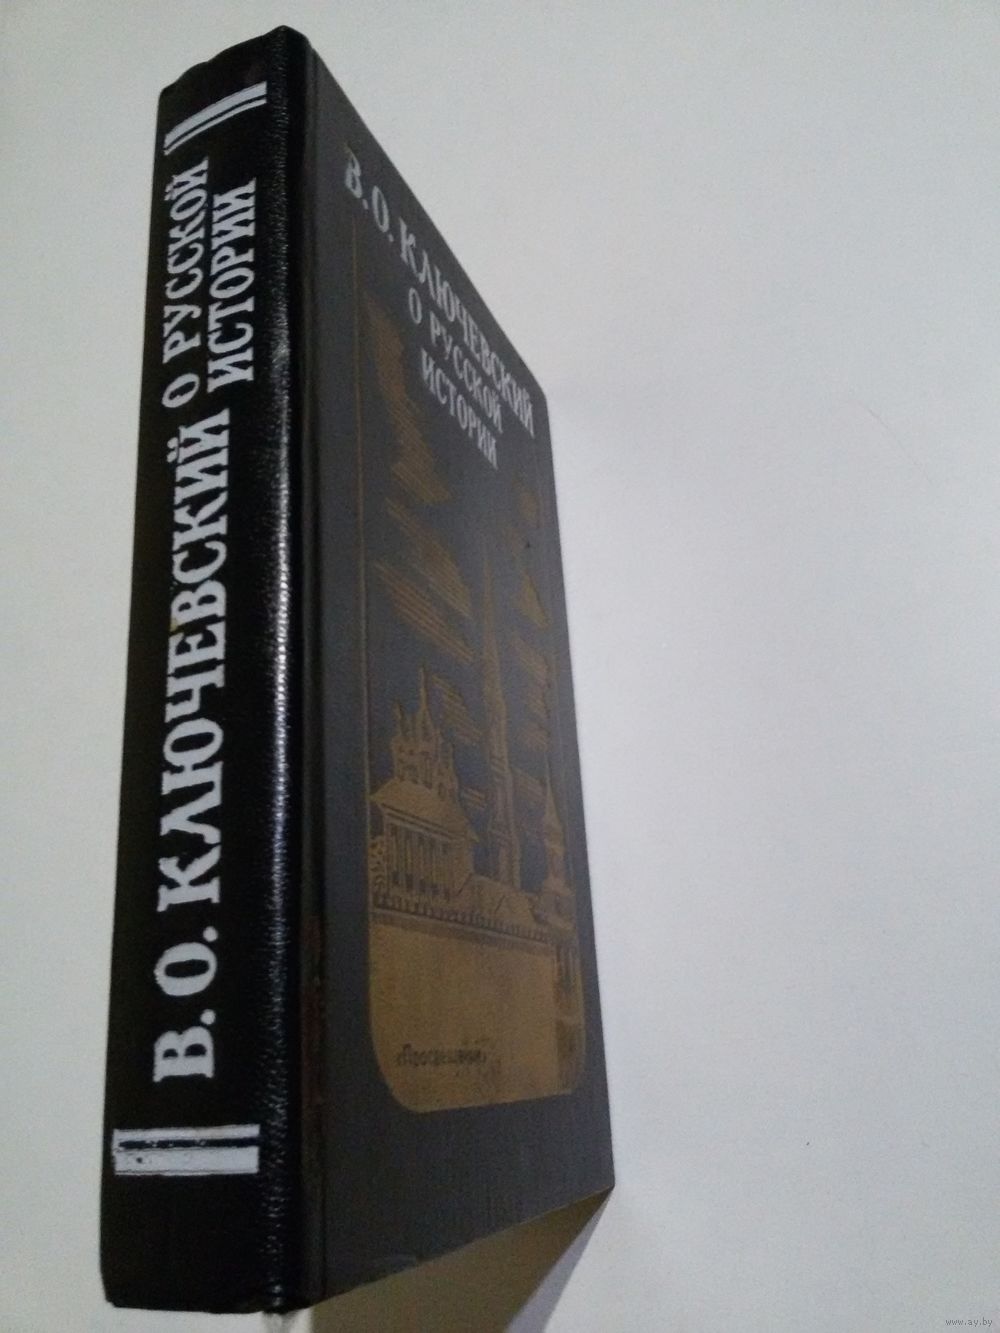 В. О. КЛЮЧЕВСКИЙ
О РУССКОЙ
ИСТОРИИ
В. О. КЛЮЧЕВСКИЙ
О РУССКОЙ
ИСТОРИИ
«Просвещение»
www.ay.by